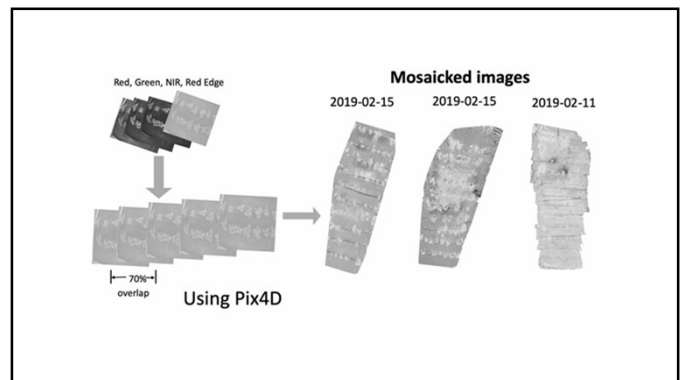 Red, Green, NIR, Red Edge
Mosaicked images
2019-02-15
2019-02-15
2019-02-11
70%
overlap
Using Pix4D